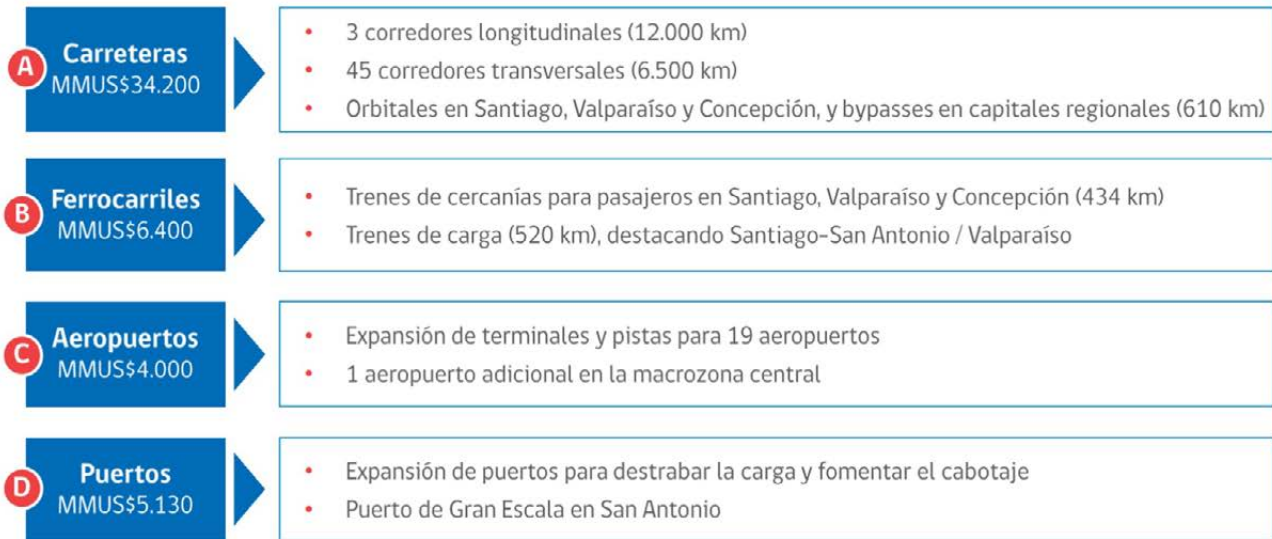 A
Carreteras
MMUS$34.200
• 3 corredores longitudinales (12.000 km)
• 45 corredores transversales (6.500 km)
• Orbitales en Santiago, Valparaíso y Concepción, y bypasses en capitales regionales (610 km)
B
Ferrocarriles
MMUS$6.400
• Trenes de cercanías para pasajeros en Santiago, Valparaíso y Concepción (434 km)
• Trenes de carga (520 km), destacando Santiago-San Antonio / Valparaíso
C
Aeropuertos
MMUS$4.000
• Expansión de terminales y pistas para 19 aeropuertos
• 1 aeropuerto adicional en la macrozona central
D
Puertos
MMUS$5.130
• Expansión de puertos para destrabar la carga y fomentar el cabotaje
• Puerto de Gran Escala en San Antonio